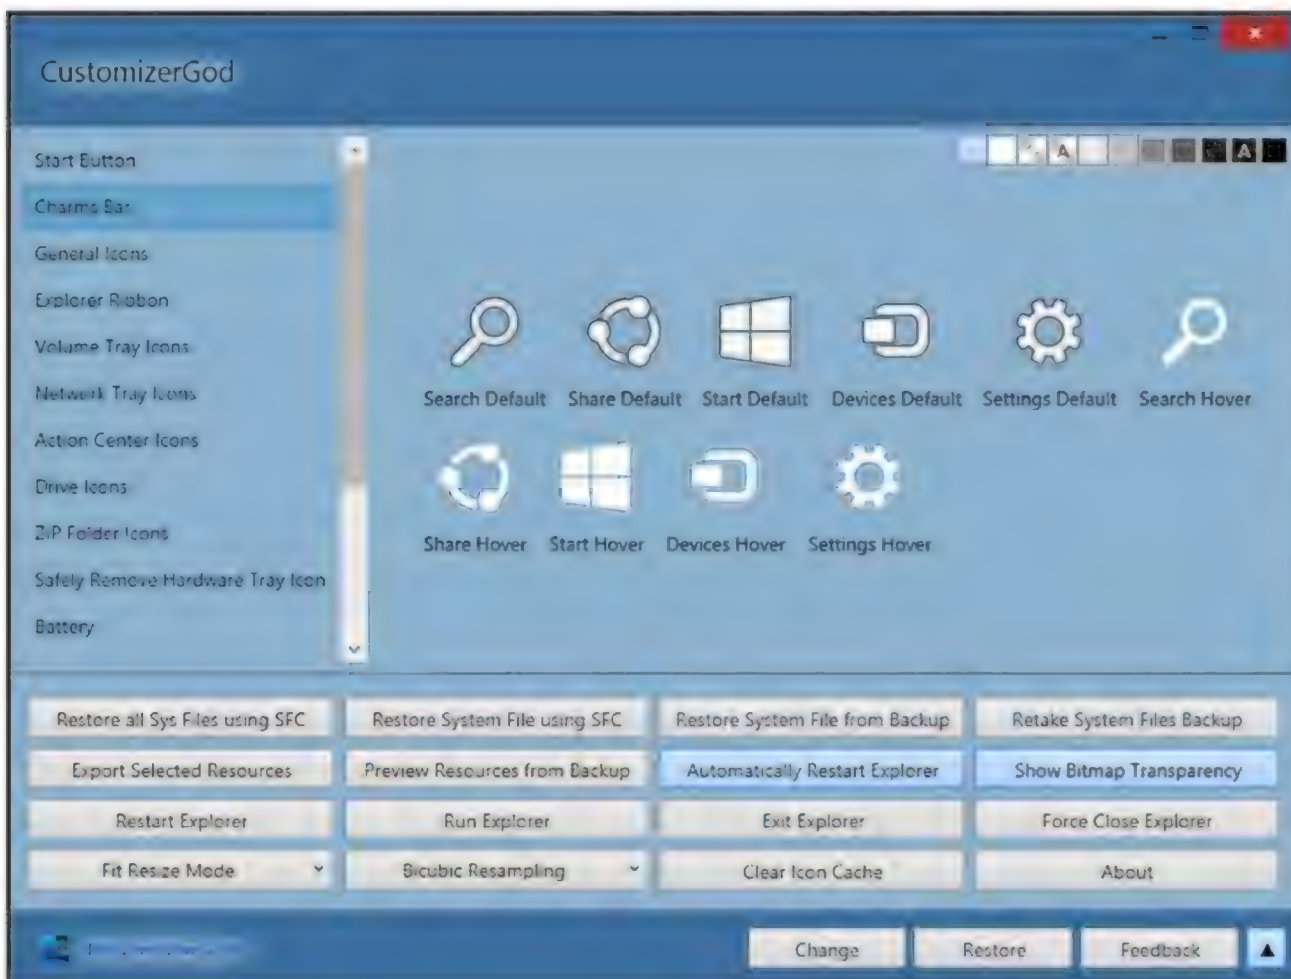 CustomizerGod
Start Button
Charms Bar
General Icons
Explorer Ribbon
Volume Tray Icons
Network Tray Icons
Action Center Icons
Drive Icons
ZIP Folder Icons
Safely Remove Hardware Tray Icon
Battery
A A
Search Default Share Default Start Default Devices Default Settings Default Search Hover
Share Hover Start Hover Devices Hover Settings Hover
Restore all Sys Files using SFC Restore System File using SFC Restore System File from Backup Retake System Files Backup
Export Selected Resources Preview Resources from Backup Automatically Restart Explorer Show Bitmap Transparency
Restart Explorer Run Explorer Exit Explorer Force Close Explorer
Fit Resize Mode Bicubic Resampling Clear Icon Cache About
Change Restore Feedback